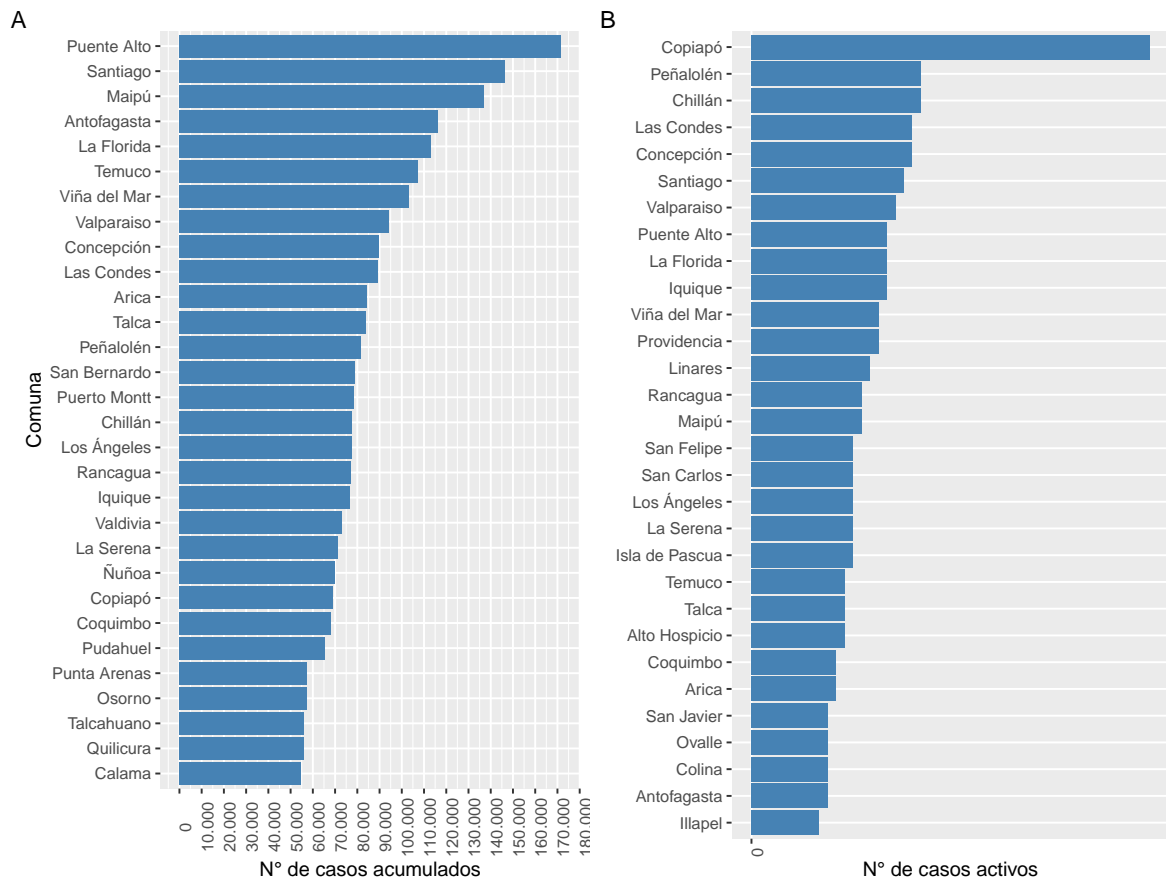 A
Puente Alto
Santiago
Maipú
Antofagasta
La Florida
Temuco
Viña del Mar
Valparaiso
Concepción
Las Condes
Arica
Talca
Peñalolén
San Bernardo
Puerto Montt
Chillán
Los Ángeles
Rancagua
Iquique
Valdivia
La Serena
Ñuñoa
Copiapó
Coquimbo
Pudahuel
Punta Arenas
Osorno
Talcahuano
Quilicura
Calama
Comuna
0
10.000
20.000
30.000
40.000
50.000
60.000
70.000
80.000
90.000
100.000
110.000
120.000
130.000
140.000
150.000
160.000
170.000
180.000
N° de casos acumulados
B
Copiapó
Peñalolén
Chillán
Las Condes
Concepción
Santiago
Valparaiso
Puente Alto
La Florida
Iquique
Viña del Mar
Providencia
Linares
Rancagua
Maipú
San Felipe
San Carlos
Los Ángeles
La Serena
Isla de Pascua
Temuco
Talca
Alto Hospicio
Coquimbo
Arica
San Javier
Ovalle
Colina
Antofagasta
Illapel
0
N° de casos activos